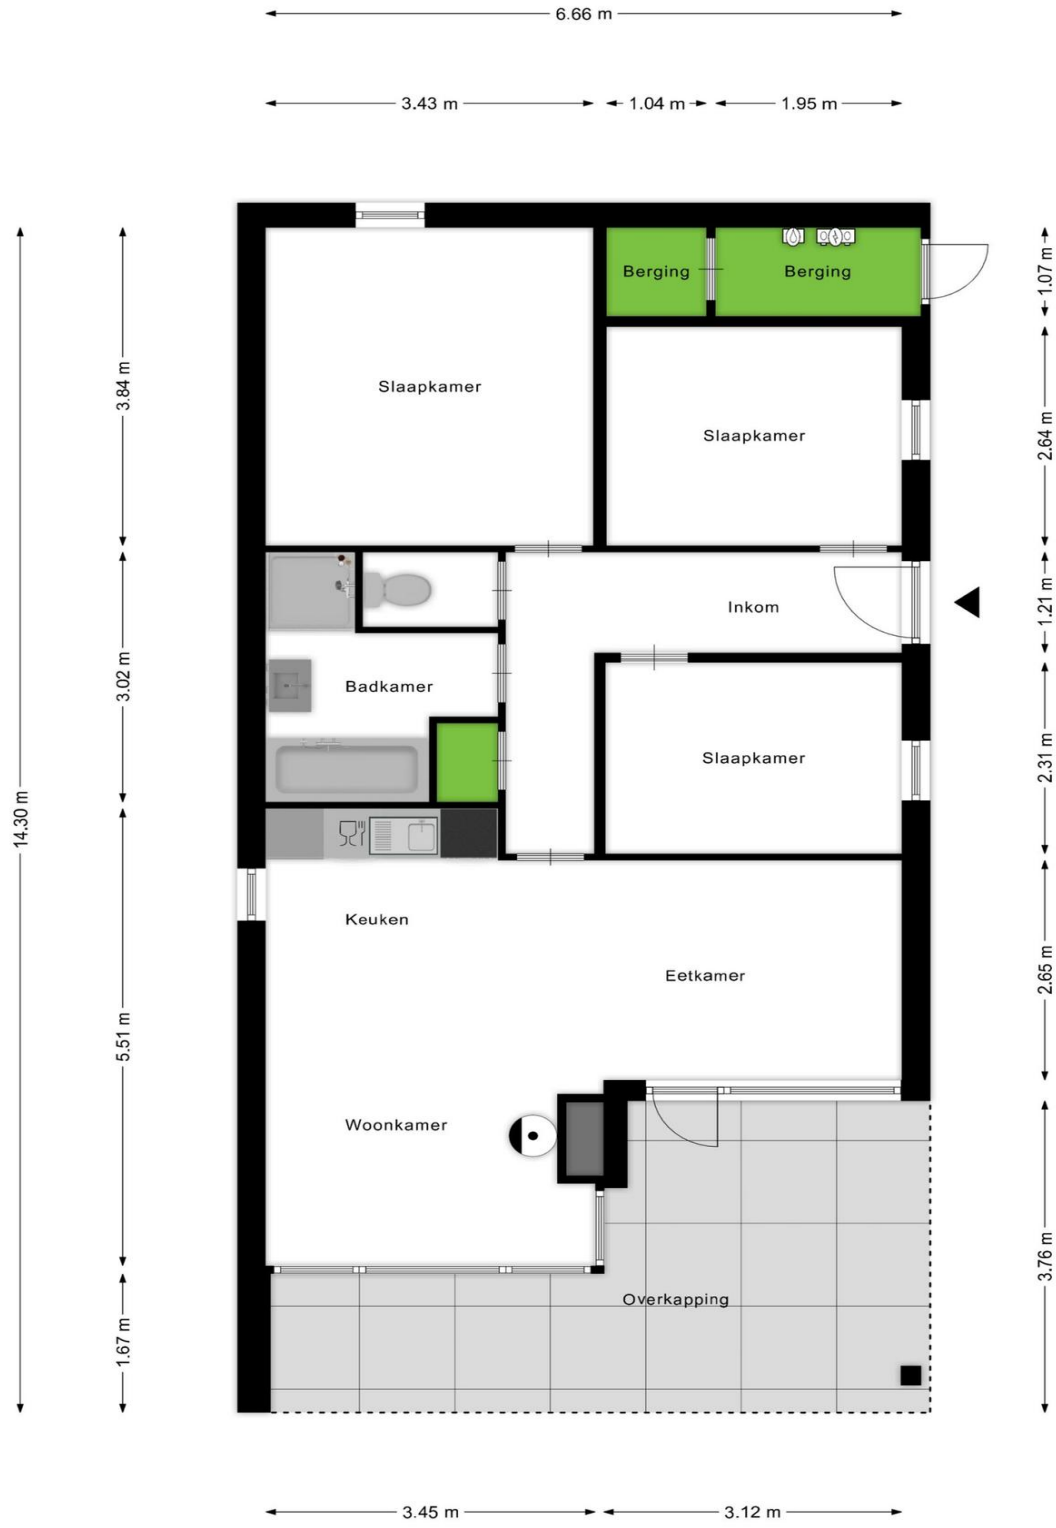 6.66 m
3.43 m
1.04 m
1.95 m
Berging
Berging
1.07 m
3.84 m
Slaapkamer
Slaapkamer
2.64 m
Inkom
1.21 m
3.02 m
Badkamer
Slaapkamer
2.31 m
14.30 m
Keuken
Eetkamer
2.65 m
5.51 m
Woonkamer
3.76 m
Overkapping
1.67 m
3.45 m
3.12 m